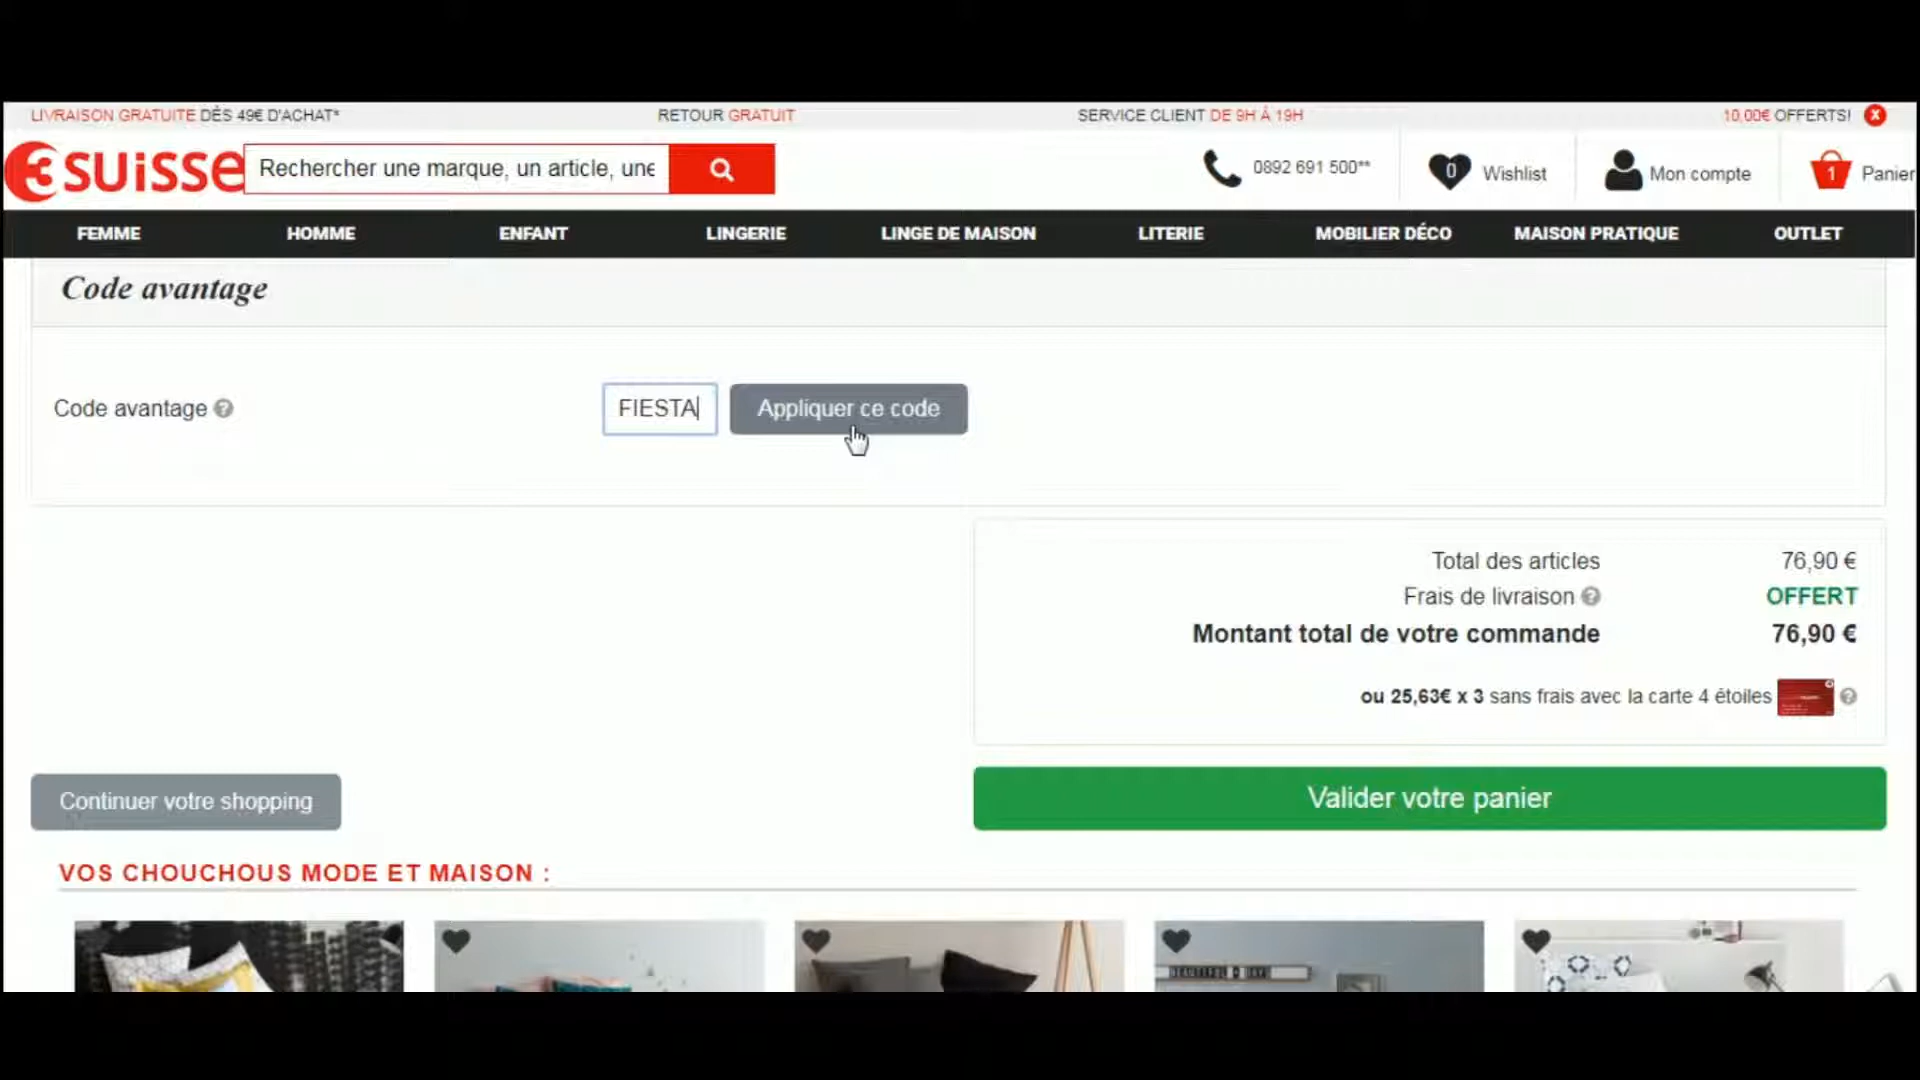 LIVRAISON GRATUITE DÈS 49€ D'ACHAT* RETOUR GRATUIT SERVICE CLIENT DE 9H À 19H 10,00€ OFFERTS! X
3SUISSE Rechercher une marque, un article, une 0892 691 500** 0 Wishlist Mon compte 1 Panier
FEMME HOMME ENFANT LINGERIE LINGE DE MAISON LITERIE MOBILIER DÉCO MAISON PRATIQUE OUTLET
Code avantage
Code avantage ? FIESTA Appliquer ce code
Total des articles 76,90 €
Frais de livraison ? OFFERT
Montant total de votre commande 76,90 €
ou 25,63€ x 3 sans frais avec la carte 4 étoiles ?
Continuer votre shopping Valider votre panier
VOS CHOUCHOUS MODE ET MAISON :